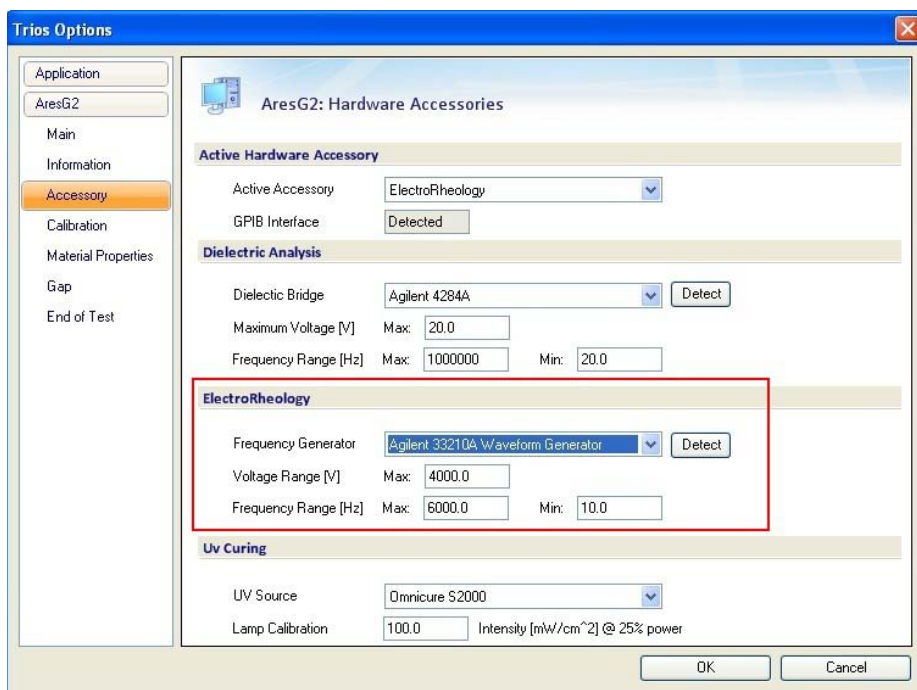 Trios Options
Application
AresG2
Main
Information
Accessory
Calibration
Material Properties
Gap
End of Test
AresG2: Hardware Accessories
Active Hardware Accessory
Active Accessory ElectroRheology
GPIB Interface Detected
Dielectric Analysis
Dielectic Bridge Agilent 4284A Detect
Maximum Voltage [V] Max: 20.0
Frequency Range [Hz] Max: 1000000 Min: 20.0
ElectroRheology
Frequency Generator Agilent 33210A Waveform Generator Detect
Voltage Range [V] Max: 4000.0
Frequency Range [Hz] Max: 6000.0 Min: 10.0
Uv Curing
UV Source Omnicure S2000
Lamp Calibration 100.0 Intensity [mW/cm^2] @ 25% power
OK Cancel